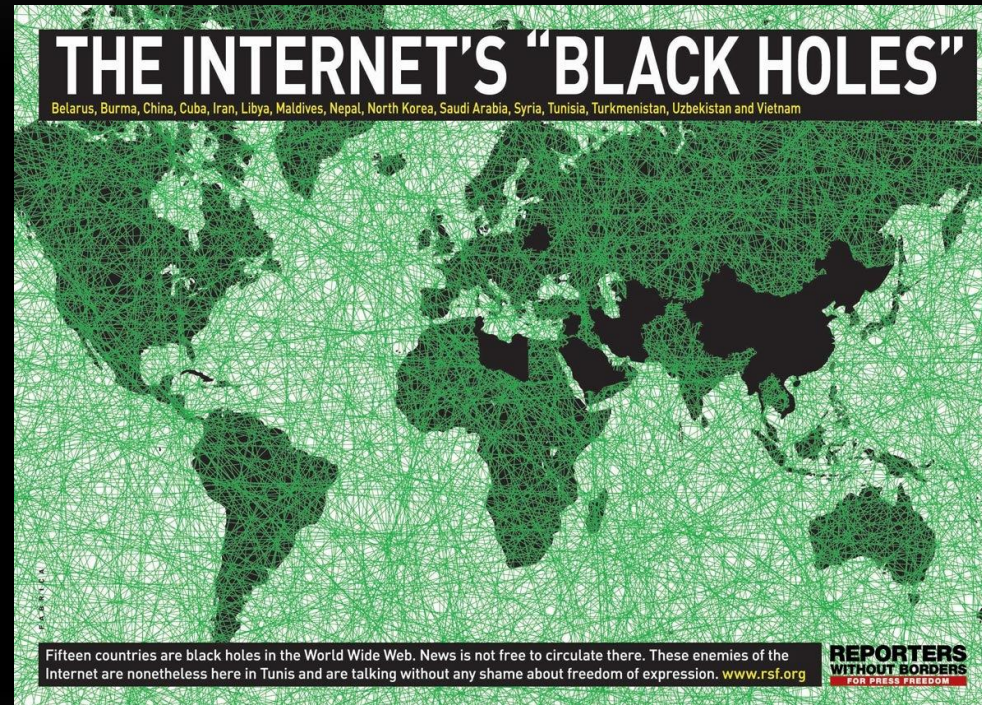 THE INTERNET'S “BLACK HOLES”
Belarus, Burma, China, Cuba, Iran, Libya, Maldives, Nepal, North Korea, Saudi Arabia, Syria, Tunisia, Turkmenistan, Uzbekistan and Vietnam
FABRICA
Fifteen countries are black holes in the World Wide Web. News is not free to circulate there. These enemies of the
Internet are nonetheless here in Tunis and are talking without any shame about freedom of expression. www.rsf.org
REPORTERS
WITHOUT BORDERS
FOR PRESS FREEDOM